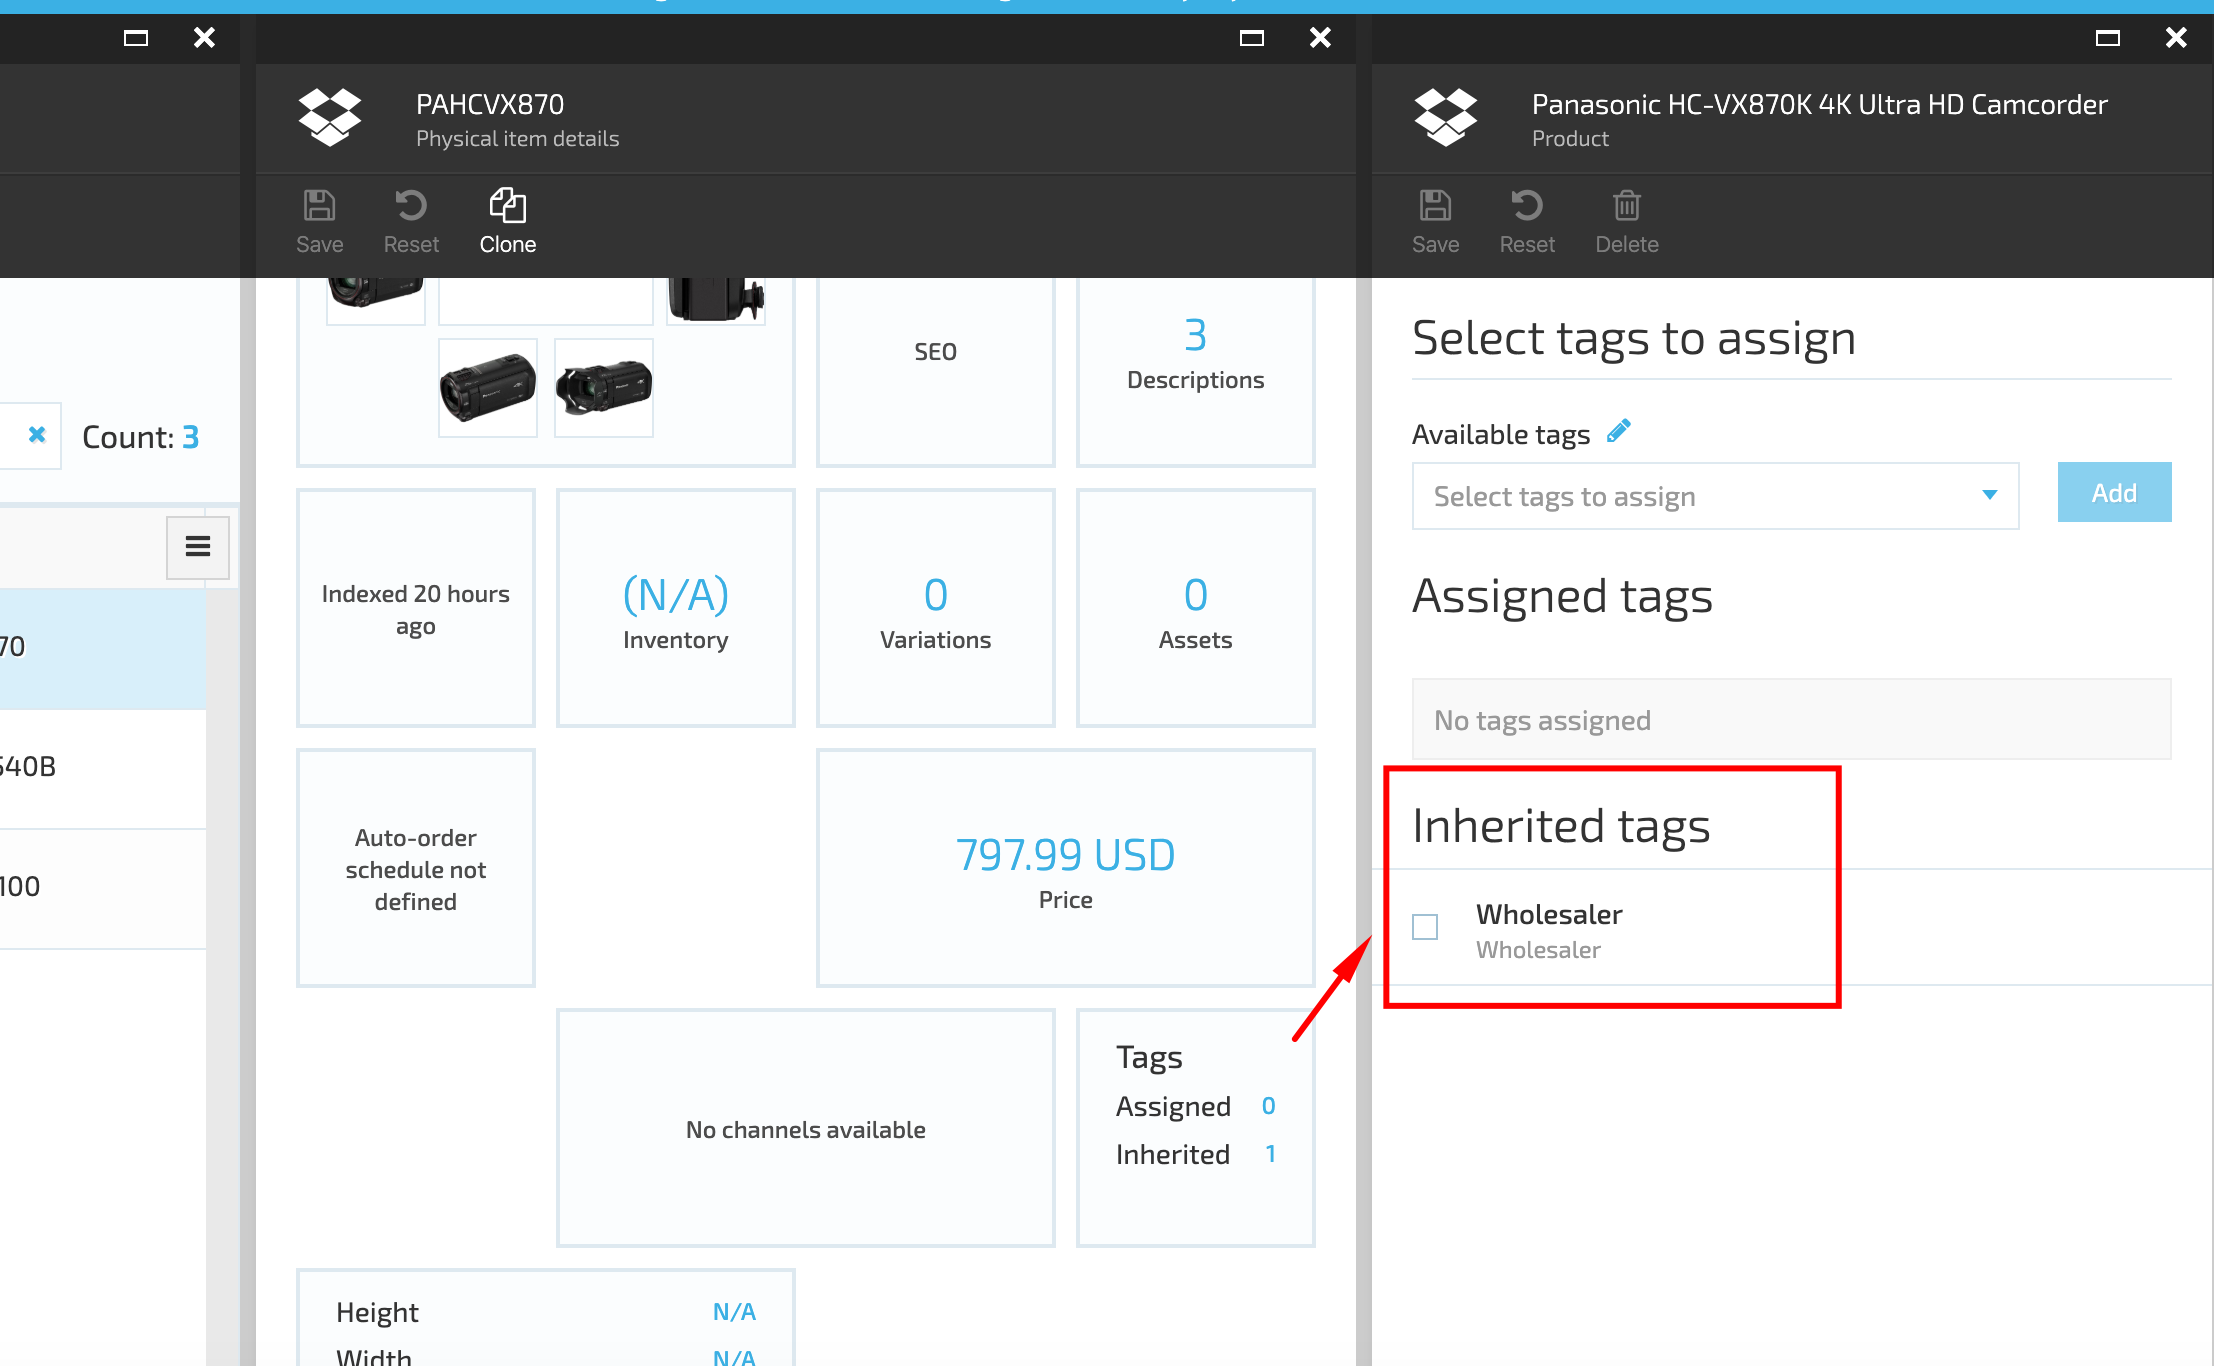 PAHCVX870
Physical item details
Save
Reset
Clone
Panasonic HC-VX870K 4K Ultra HD Camcorder
Product
Save
Reset
Delete
Count: 3
70
540B
100
SEO
3
Descriptions
Indexed 20 hours
ago
(N/A)
Inventory
0
Variations
0
Assets
Auto-order
schedule not
defined
797.99 USD
Price
No channels available
Tags
Assigned 0
Inherited 1
Height N/A
Width N/A
Select tags to assign
Available tags
Select tags to assign
Add
Assigned tags
No tags assigned
Inherited tags
Wholesaler
Wholesaler